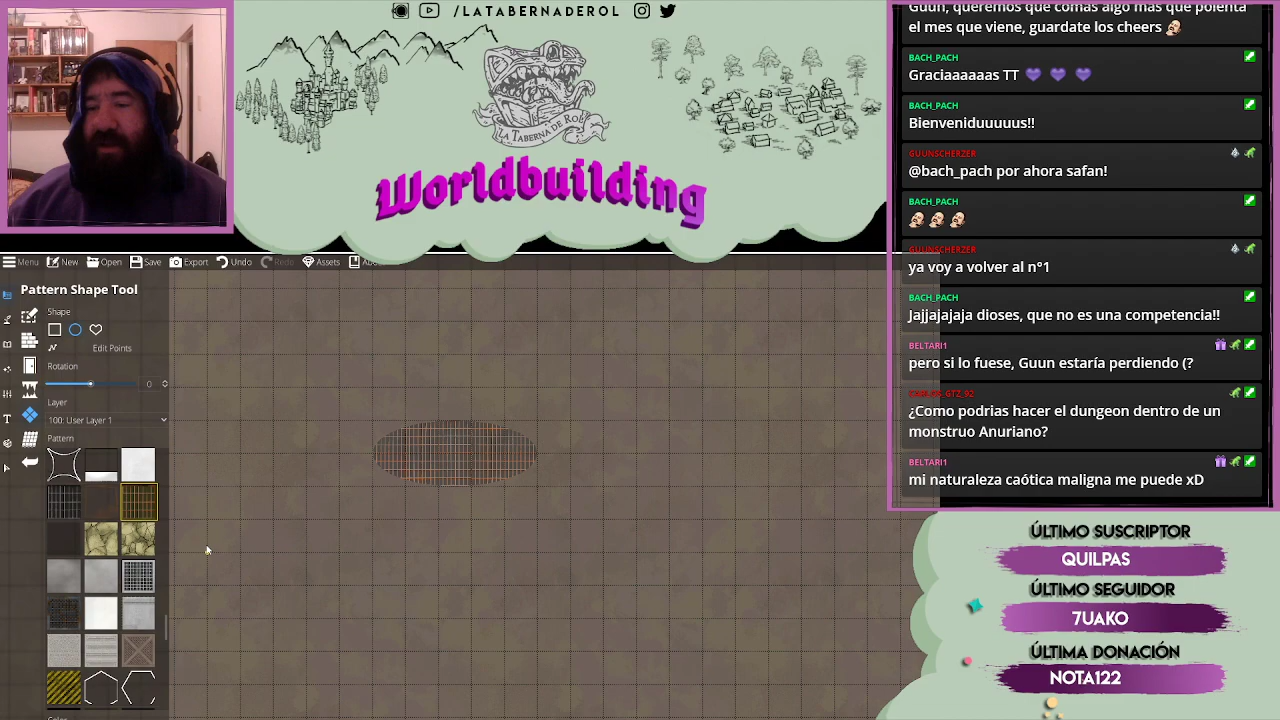 /LATABERNADEROL
LA TABERNA DE ROL
Worldbuilding
Menu New Open Save Export Undo Redo Assets
Pattern Shape Tool
Shape
Edit Points
Rotation
0
Layer
100: User Layer 1
Pattern
Color
Guun, queremos que comas algo más que polenta
el mes que viene, guardate los cheers
BACH_PACH
Graciaaaaaas TT
BACH_PACH
Bienveniduuuuus!!
GUUNSCHERZER
@bach_pach por ahora safan!
BACH_PACH
GUUNSCHERZER
ya voy a volver al n°1
BACH_PACH
Jajjajajaja dioses, que no es una competencia!!
BELTARI1
pero si lo fuese, Guun estaría perdiendo (?
¿Como podrias hacer el dungeon dentro de un
monstruo Anuriano?
BELTARI1
mi naturaleza caótica maligna me puede xD
ÚLTIMO SUSCRIPTOR
QUILPAS
ÚLTIMO SEGUIDOR
7UAKO
ÚLTIMA DONACIÓN
NOTA122